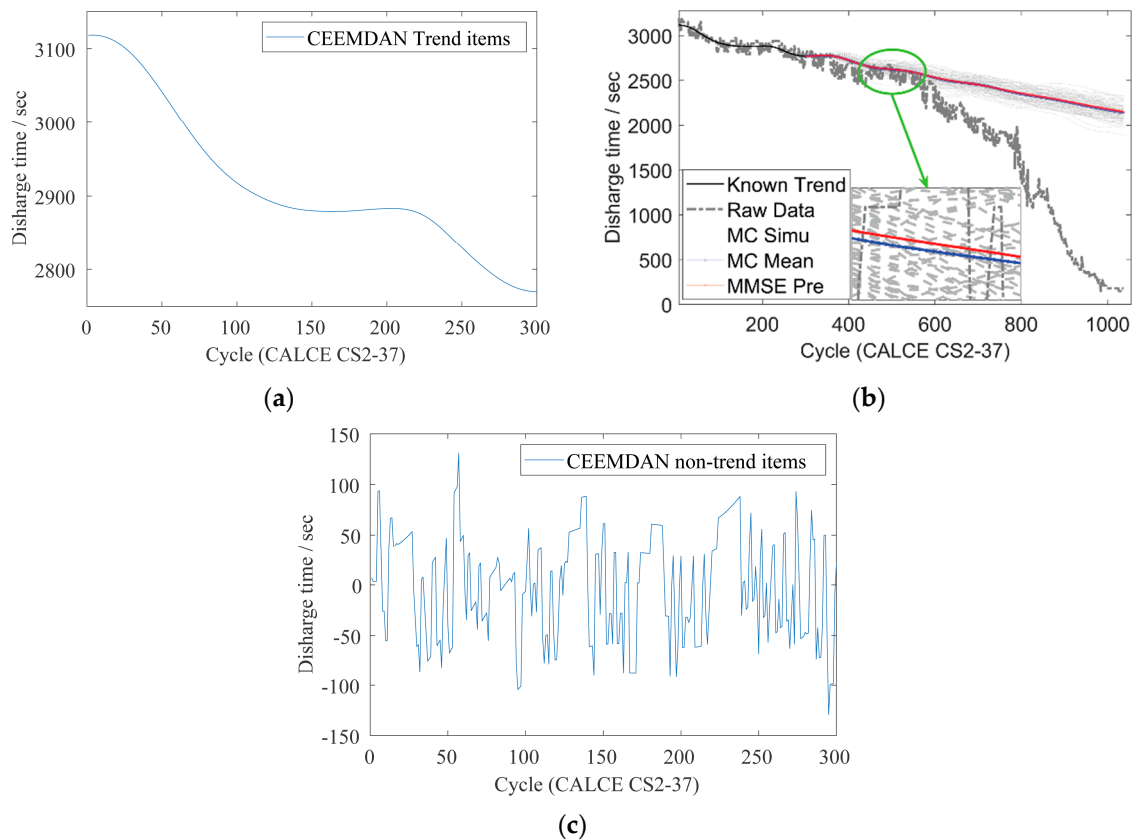 CEEMDAN Trend items
3100
3000
2900
2800
0 50 100 150 200 250 300
Disharge time / sec
Cycle (CALCE CS2-37)
(a)
3000
2500
2000
1500
1000
500
0
Disharge time / sec
Known Trend
Raw Data
MC Simu
MC Mean
MMSE Pre
200 400 600 800 1000
Cycle (CALCE CS2-37)
(b)
CEEMDAN non-trend items
150
100
50
0
-50
-100
-150
Disharge time / sec
0 50 100 150 200 250 300
Cycle (CALCE CS2-37)
(c)